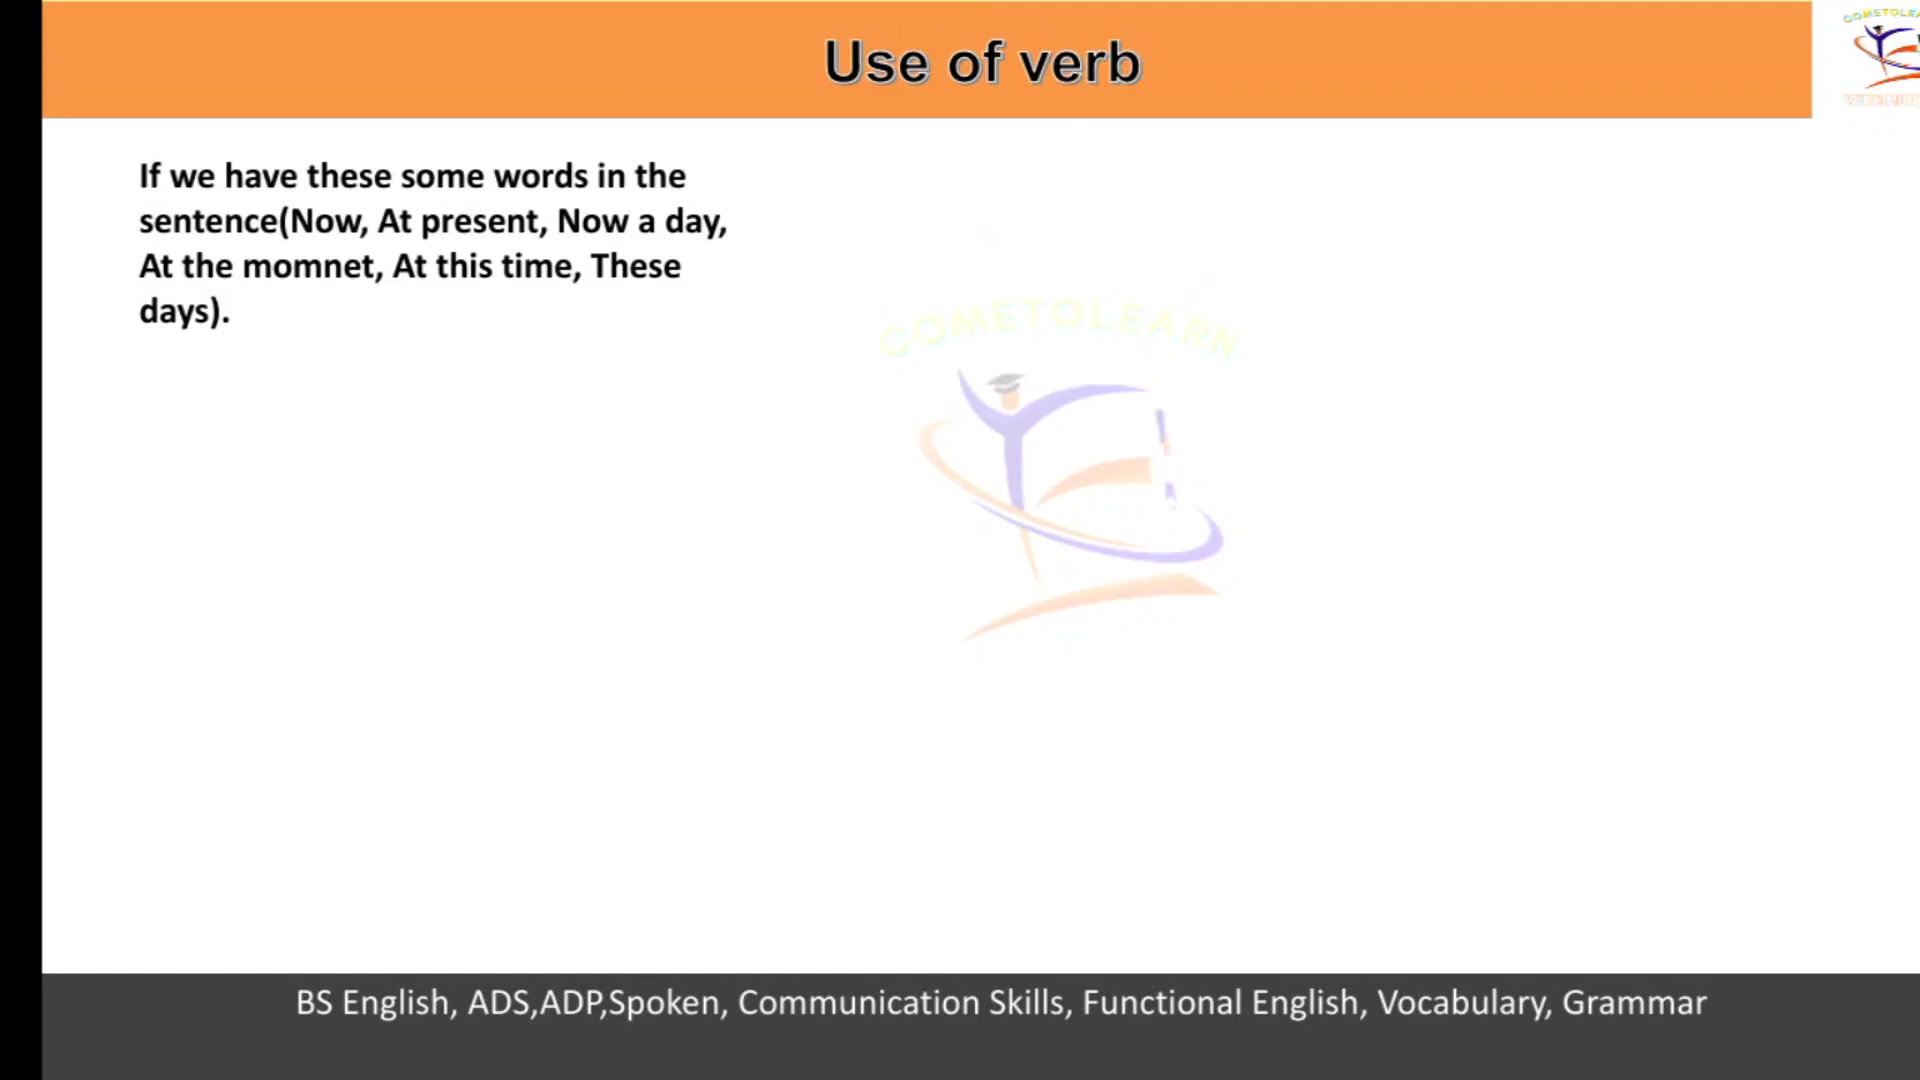 Use of verb
COMETOLEA
If we have these some words in the
sentence(Now, At present, Now a day,
At the momnet, At this time, These
days).
COMETOLEARN
BS English, ADS,ADP,Spoken, Communication Skills, Functional English, Vocabulary, Grammar